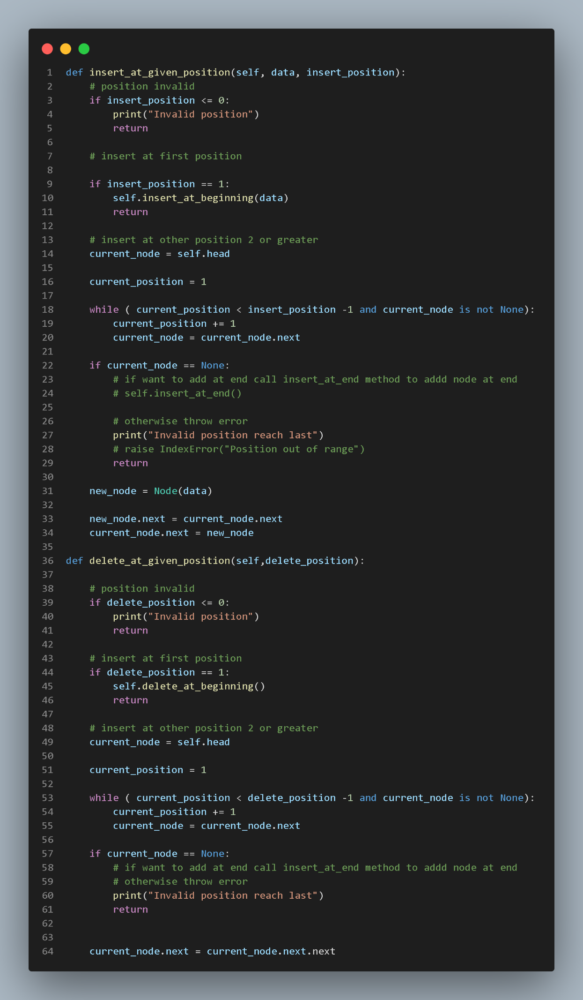 1 def insert_at_given_position(self, data, insert_position):
2     # position invalid
3     if insert_position <= 0:
4         print("Invalid position")
5         return
6
7     # insert at first position
8
9     if insert_position == 1:
10         self.insert_at_beginning(data)
11         return
12
13     # insert at other position 2 or greater
14     current_node = self.head
15
16     current_position = 1
17
18     while ( current_position < insert_position -1 and current_node is not None):
19         current_position += 1
20         current_node = current_node.next
21
22     if current_node == None:
23         # if want to add at end call insert_at_end method to addd node at end
24         # self.insert_at_end()
25
26         # otherwise throw error
27         print("Invalid position reach last")
28         # raise IndexError("Position out of range")
29         return
30
31     new_node = Node(data)
32
33     new_node.next = current_node.next
34     current_node.next = new_node
35
36 def delete_at_given_position(self,delete_position):
37
38     # position invalid
39     if delete_position <= 0:
40         print("Invalid position")
41         return
42
43     # insert at first position
44     if delete_position == 1:
45         self.delete_at_beginning()
46         return
47
48     # insert at other position 2 or greater
49     current_node = self.head
50
51     current_position = 1
52
53     while ( current_position < delete_position -1 and current_node is not None):
54         current_position += 1
55         current_node = current_node.next
56
57     if current_node == None:
58         # if want to add at end call insert_at_end method to addd node at end
59         # otherwise throw error
60         print("Invalid position reach last")
61         return
62
63
64     current_node.next = current_node.next.next